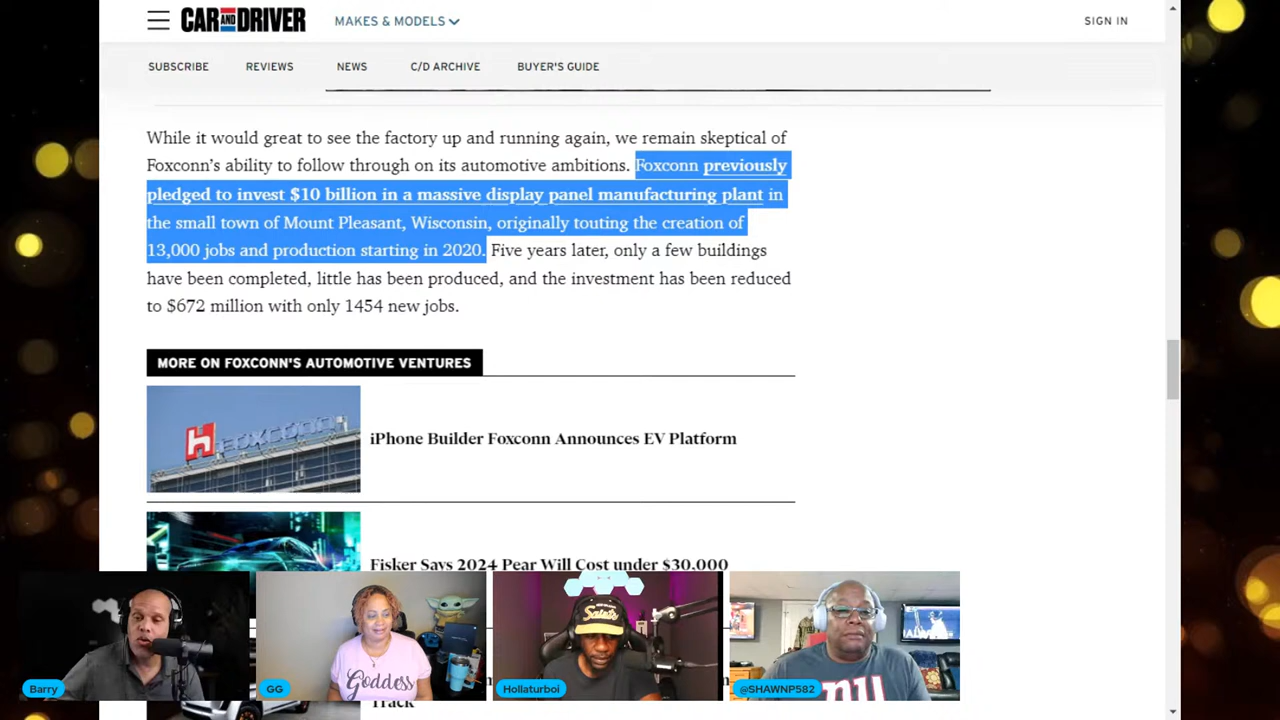 CAR AND DRIVER
MAKES & MODELS
SIGN IN
SUBSCRIBE
REVIEWS
NEWS
C/D ARCHIVE
BUYER'S GUIDE
While it would great to see the factory up and running again, we remain skeptical of
Foxconn's ability to follow through on its automotive ambitions. Foxconn previously
pledged to invest $10 billion in a massive display panel manufacturing plant in
the small town of Mount Pleasant, Wisconsin, originally touting the creation of
13,000 jobs and production starting in 2020. Five years later, only a few buildings
have been completed, little has been produced, and the investment has been reduced
to $672 million with only 1454 new jobs.
MORE ON FOXCONN'S AUTOMOTIVE VENTURES
FOXCONN
iPhone Builder Foxconn Announces EV Platform
Fisker Says 2024 Pear Will Cost under $30,000
Saints
Goddess
Barry
GG
Hollaturboi
@SHAWNP582
Track